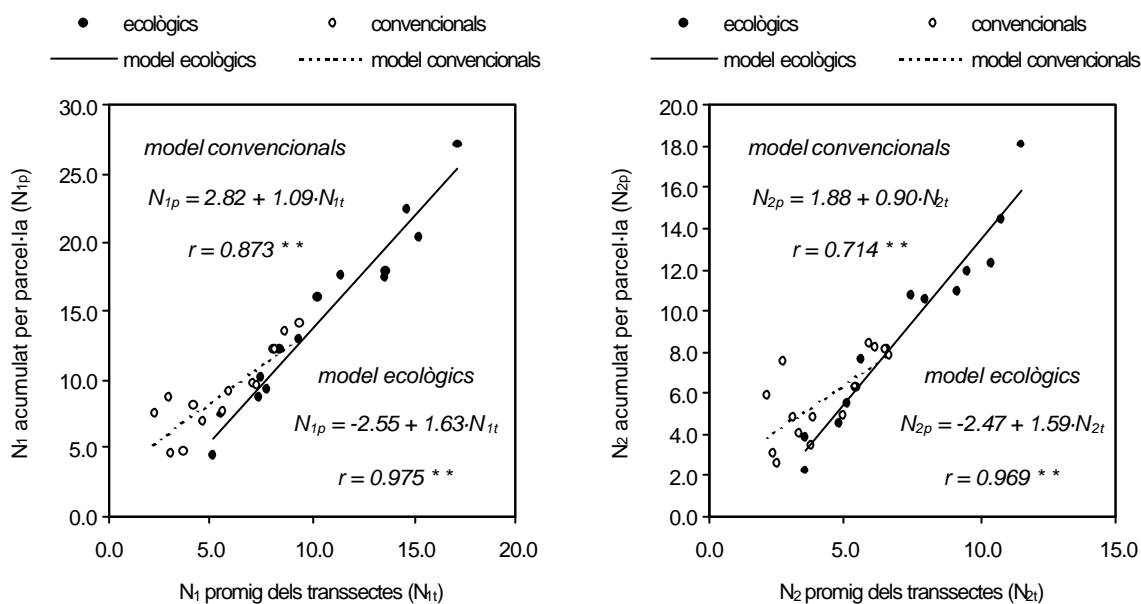 ecològics
convencionals
model ecològics
model convencionals
30.0
25.0
20.0
15.0
10.0
5.0
0.0
N1 acumulat per parcel·la (N1p)
model convencionals
N1p = 2.82 + 1.09·N1t
r = 0.873 **
model ecològics
N1p = -2.55 + 1.63·N1t
r = 0.975 **
0.0 5.0 10.0 15.0 20.0
N1 promig dels transsectes (N1t)
ecològics
convencionals
model ecològics
model convencionals
20.0
18.0
16.0
14.0
12.0
10.0
8.0
6.0
4.0
2.0
0.0
N2 acumulat per parcel·la (N2p)
model convencionals
N2p = 1.88 + 0.90·N2t
r = 0.714 **
model ecològics
N2p = -2.47 + 1.59·N2t
r = 0.969 **
0.0 5.0 10.0 15.0
N2 promig dels transsectes (N2t)